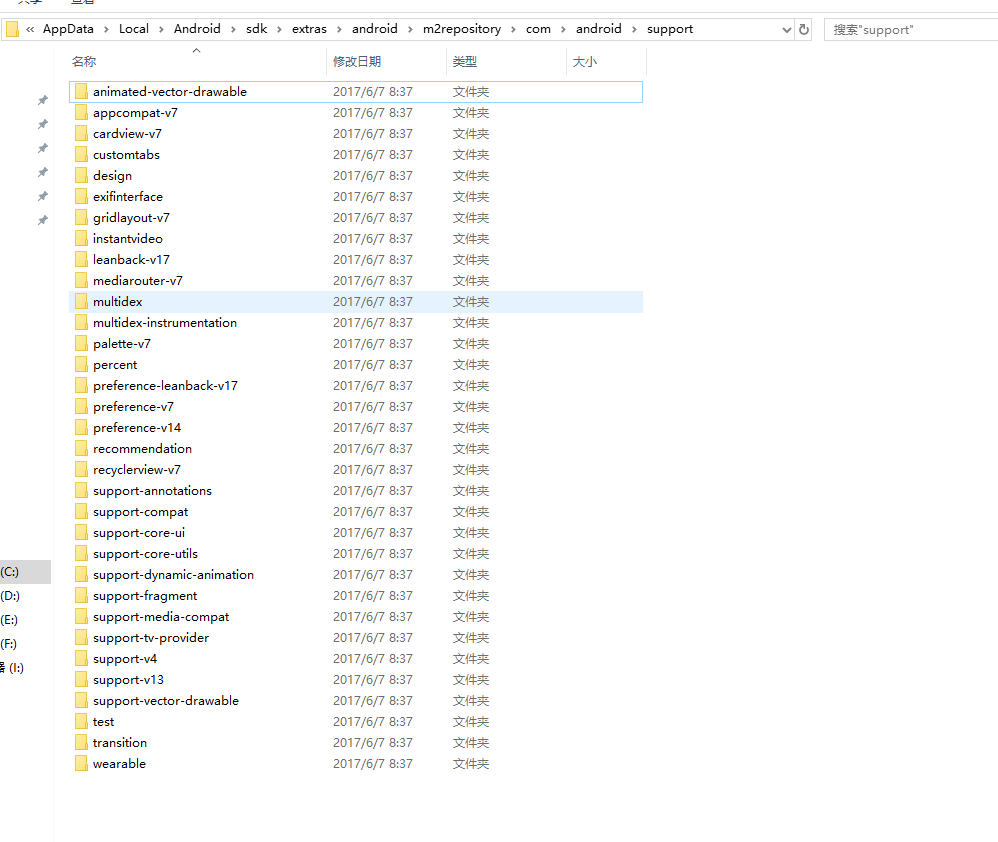 共享 查看
« AppData › Local › Android › sdk › extras › android › m2repository › com › android › support
搜索"support"
名称 修改日期 类型 大小
animated-vector-drawable 2017/6/7 8:37 文件夹
appcompat-v7 2017/6/7 8:37 文件夹
cardview-v7 2017/6/7 8:37 文件夹
customtabs 2017/6/7 8:37 文件夹
design 2017/6/7 8:37 文件夹
exifinterface 2017/6/7 8:37 文件夹
gridlayout-v7 2017/6/7 8:37 文件夹
instantvideo 2017/6/7 8:37 文件夹
leanback-v17 2017/6/7 8:37 文件夹
mediarouter-v7 2017/6/7 8:37 文件夹
multidex 2017/6/7 8:37 文件夹
multidex-instrumentation 2017/6/7 8:37 文件夹
palette-v7 2017/6/7 8:37 文件夹
percent 2017/6/7 8:37 文件夹
preference-leanback-v17 2017/6/7 8:37 文件夹
preference-v7 2017/6/7 8:37 文件夹
preference-v14 2017/6/7 8:37 文件夹
recommendation 2017/6/7 8:37 文件夹
recyclerview-v7 2017/6/7 8:37 文件夹
support-annotations 2017/6/7 8:37 文件夹
support-compat 2017/6/7 8:37 文件夹
support-core-ui 2017/6/7 8:37 文件夹
support-core-utils 2017/6/7 8:37 文件夹
support-dynamic-animation 2017/6/7 8:37 文件夹
support-fragment 2017/6/7 8:37 文件夹
support-media-compat 2017/6/7 8:37 文件夹
support-tv-provider 2017/6/7 8:37 文件夹
support-v4 2017/6/7 8:37 文件夹
support-v13 2017/6/7 8:37 文件夹
support-vector-drawable 2017/6/7 8:37 文件夹
test 2017/6/7 8:37 文件夹
transition 2017/6/7 8:37 文件夹
wearable 2017/6/7 8:37 文件夹
(C:)
(D:)
(E:)
(F:)
器 (I:)